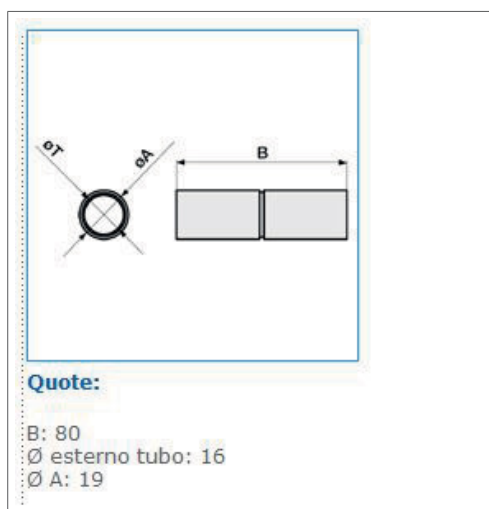 øT
øA
B
Quote:
B: 80
Ø esterno tubo: 16
Ø A: 19